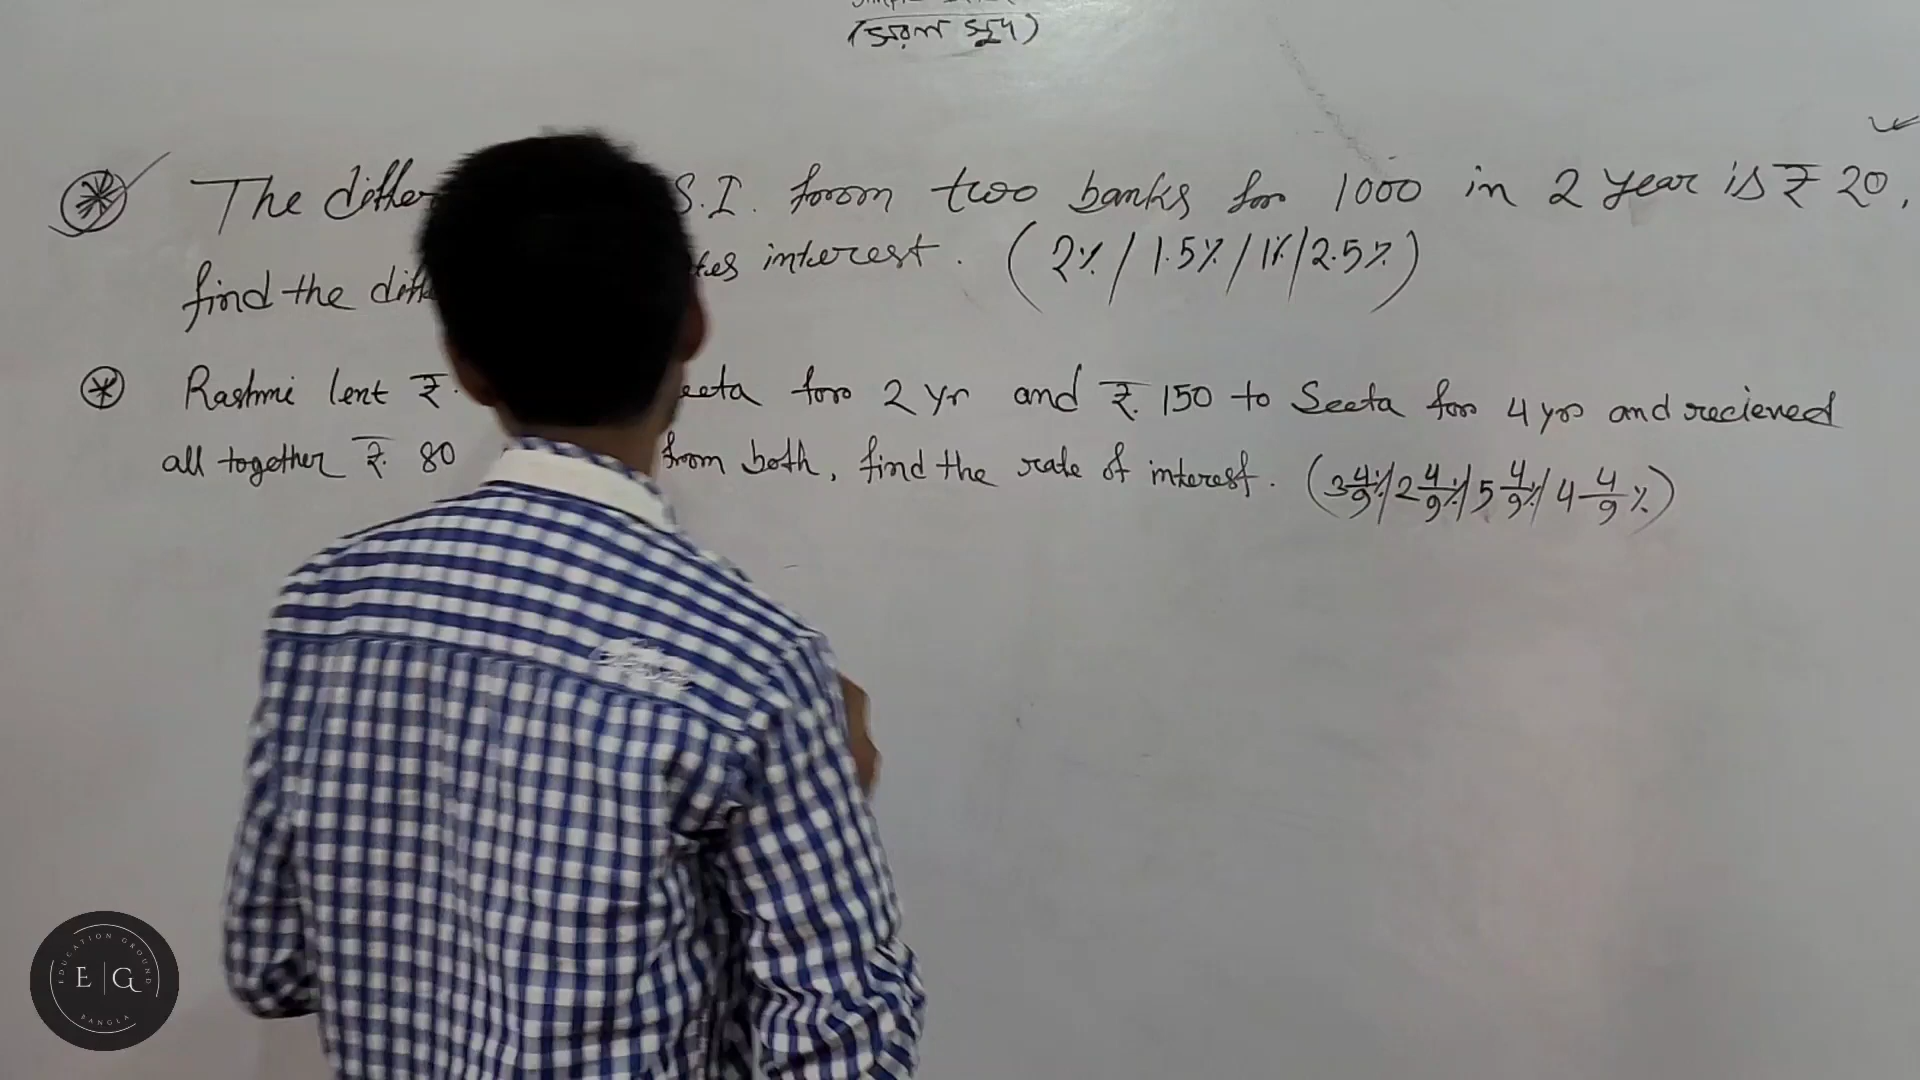 (সরল সুদ)
The differ S.I. from two banks for 1000 in 2 year is ₹ 20,
find the diff tes interest. (2% / 1.5% / 1% / 2.5%)
Rashmi lent ₹. eeta for 2 yr and ₹. 150 to Seeta for 4 yrs and recieved
all together ₹. 80 from both, find the rate of interest. (3 4/9% / 2 4/9% / 5 4/9% / 4 4/9%)
EDUCATION GROUND
E|G
BANGLA